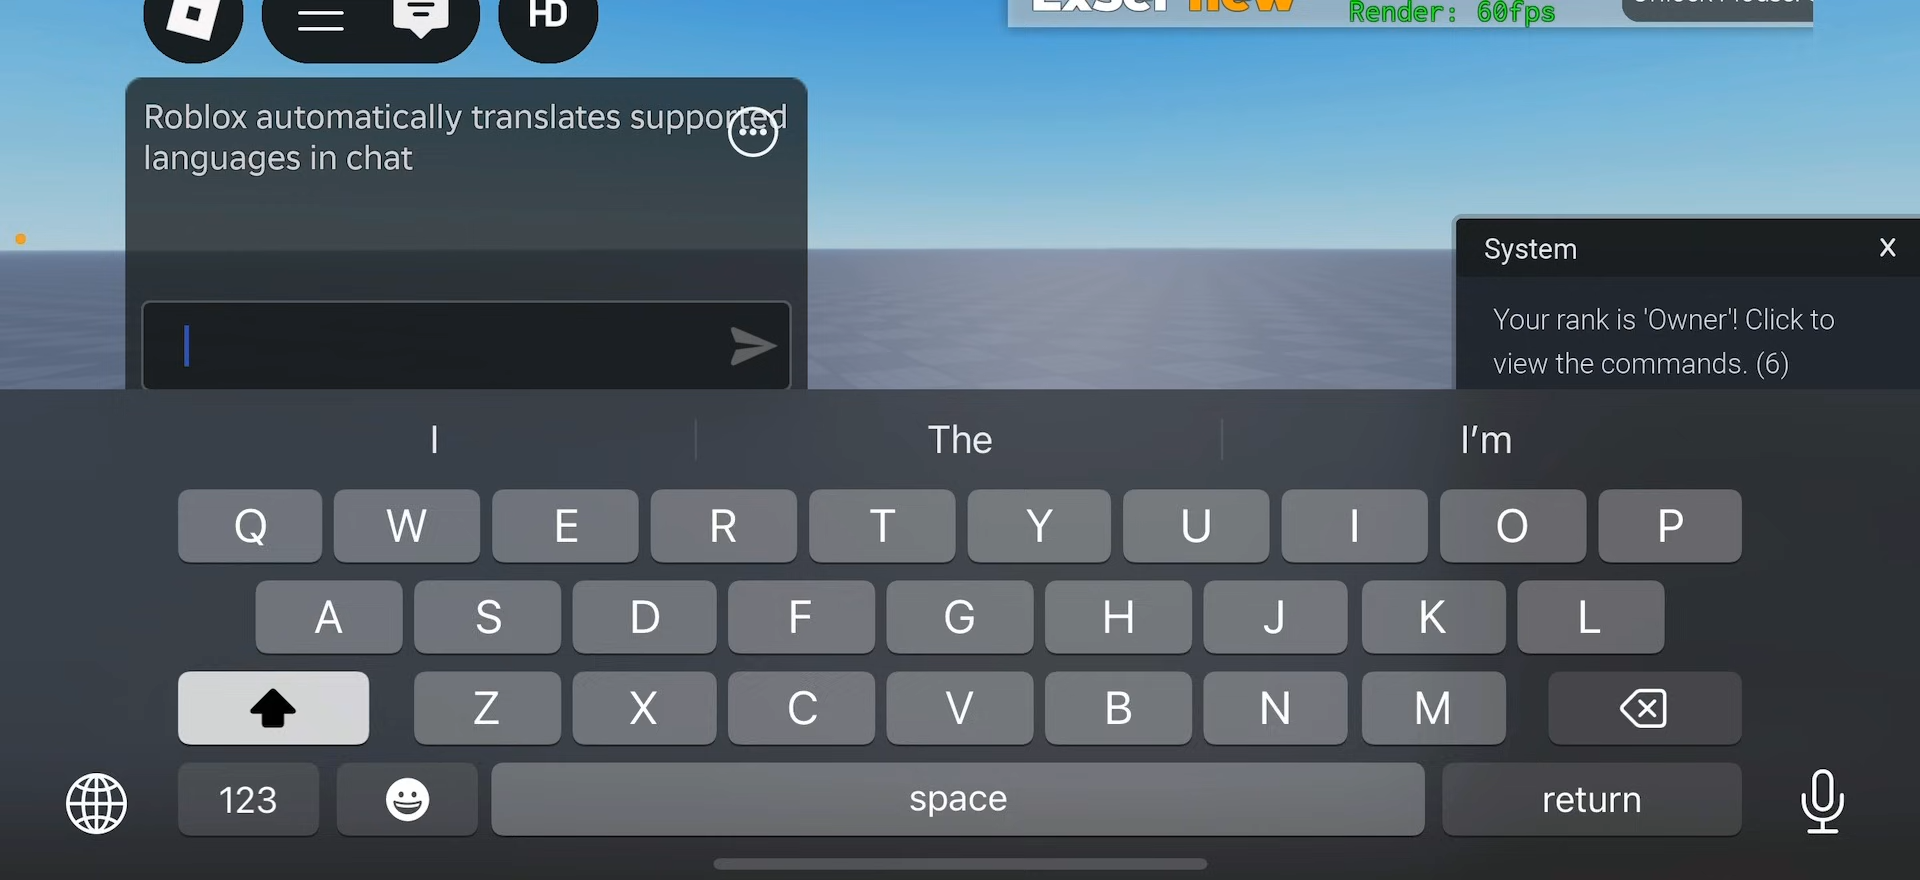 HD
new
Render: 60fps
Roblox automatically translates supported
languages in chat
System
X
Your rank is 'Owner'! Click to
view the commands. (6)
I
The
I'm
Q W E R T Y U I O P
A S D F G H J K L
Z X C V B N M
123
space
return